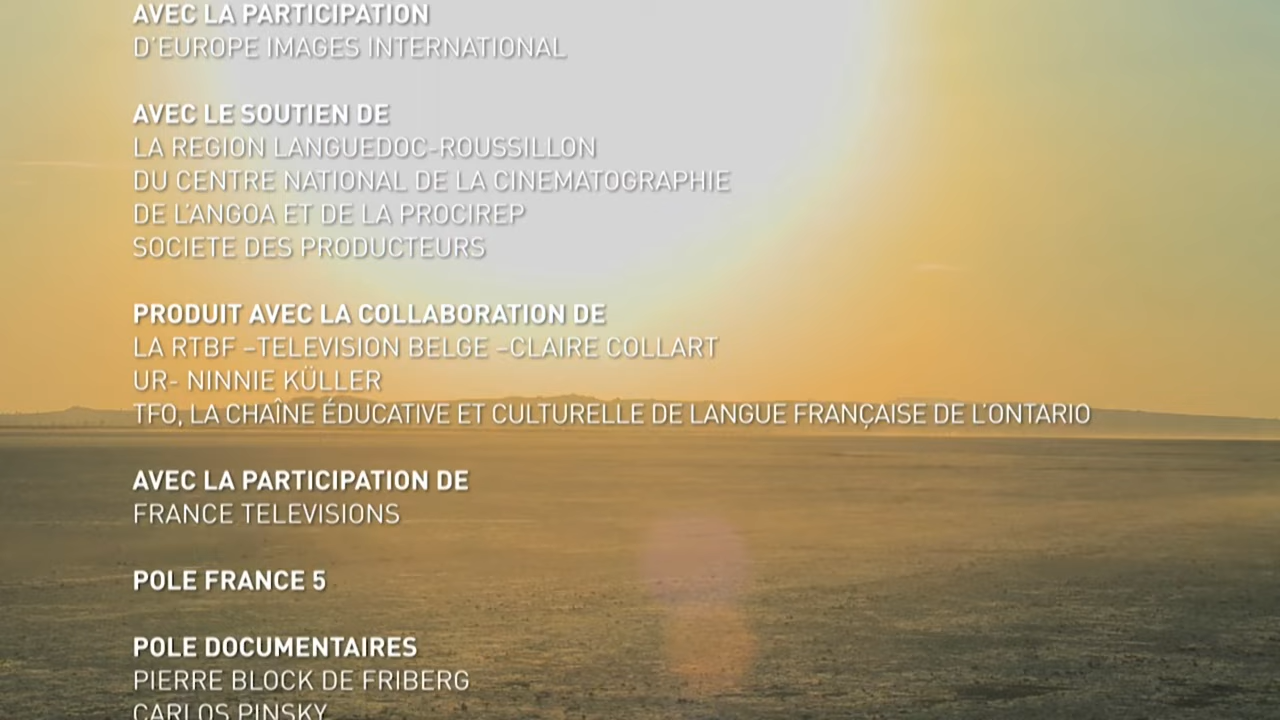 AVEC LA PARTICIPATION
D'EUROPE IMAGES INTERNATIONAL
AVEC LE SOUTIEN DE
LA REGION LANGUEDOC-ROUSSILLON
DU CENTRE NATIONAL DE LA CINEMATOGRAPHIE
DE L'ANGOA ET DE LA PROCIREP
SOCIETE DES PRODUCTEURS
PRODUIT AVEC LA COLLABORATION DE
LA RTBF –TELEVISION BELGE –CLAIRE COLLART
UR- NINNIE KÜLLER
TFO, LA CHAÎNE ÉDUCATIVE ET CULTURELLE DE LANGUE FRANÇAISE DE L'ONTARIO
AVEC LA PARTICIPATION DE
FRANCE TELEVISIONS
POLE FRANCE 5
POLE DOCUMENTAIRES
PIERRE BLOCK DE FRIBERG
CARLOS PINSKY